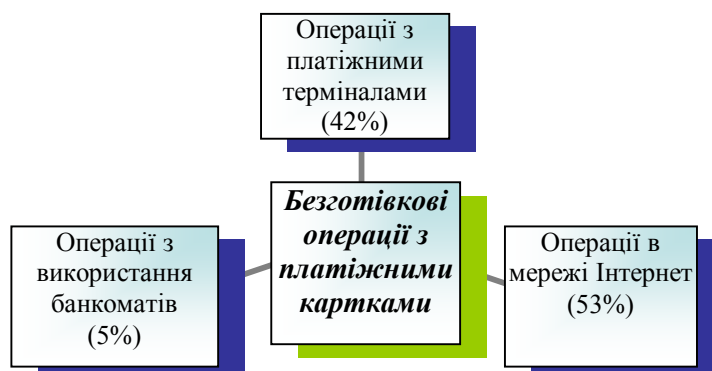 Операції з
платіжними
терміналами
(42%)
Безготівкові
операції з
платіжними
картками
Операції з
використання
банкоматів
(5%)
Операції в
мережі Інтернет
(53%)